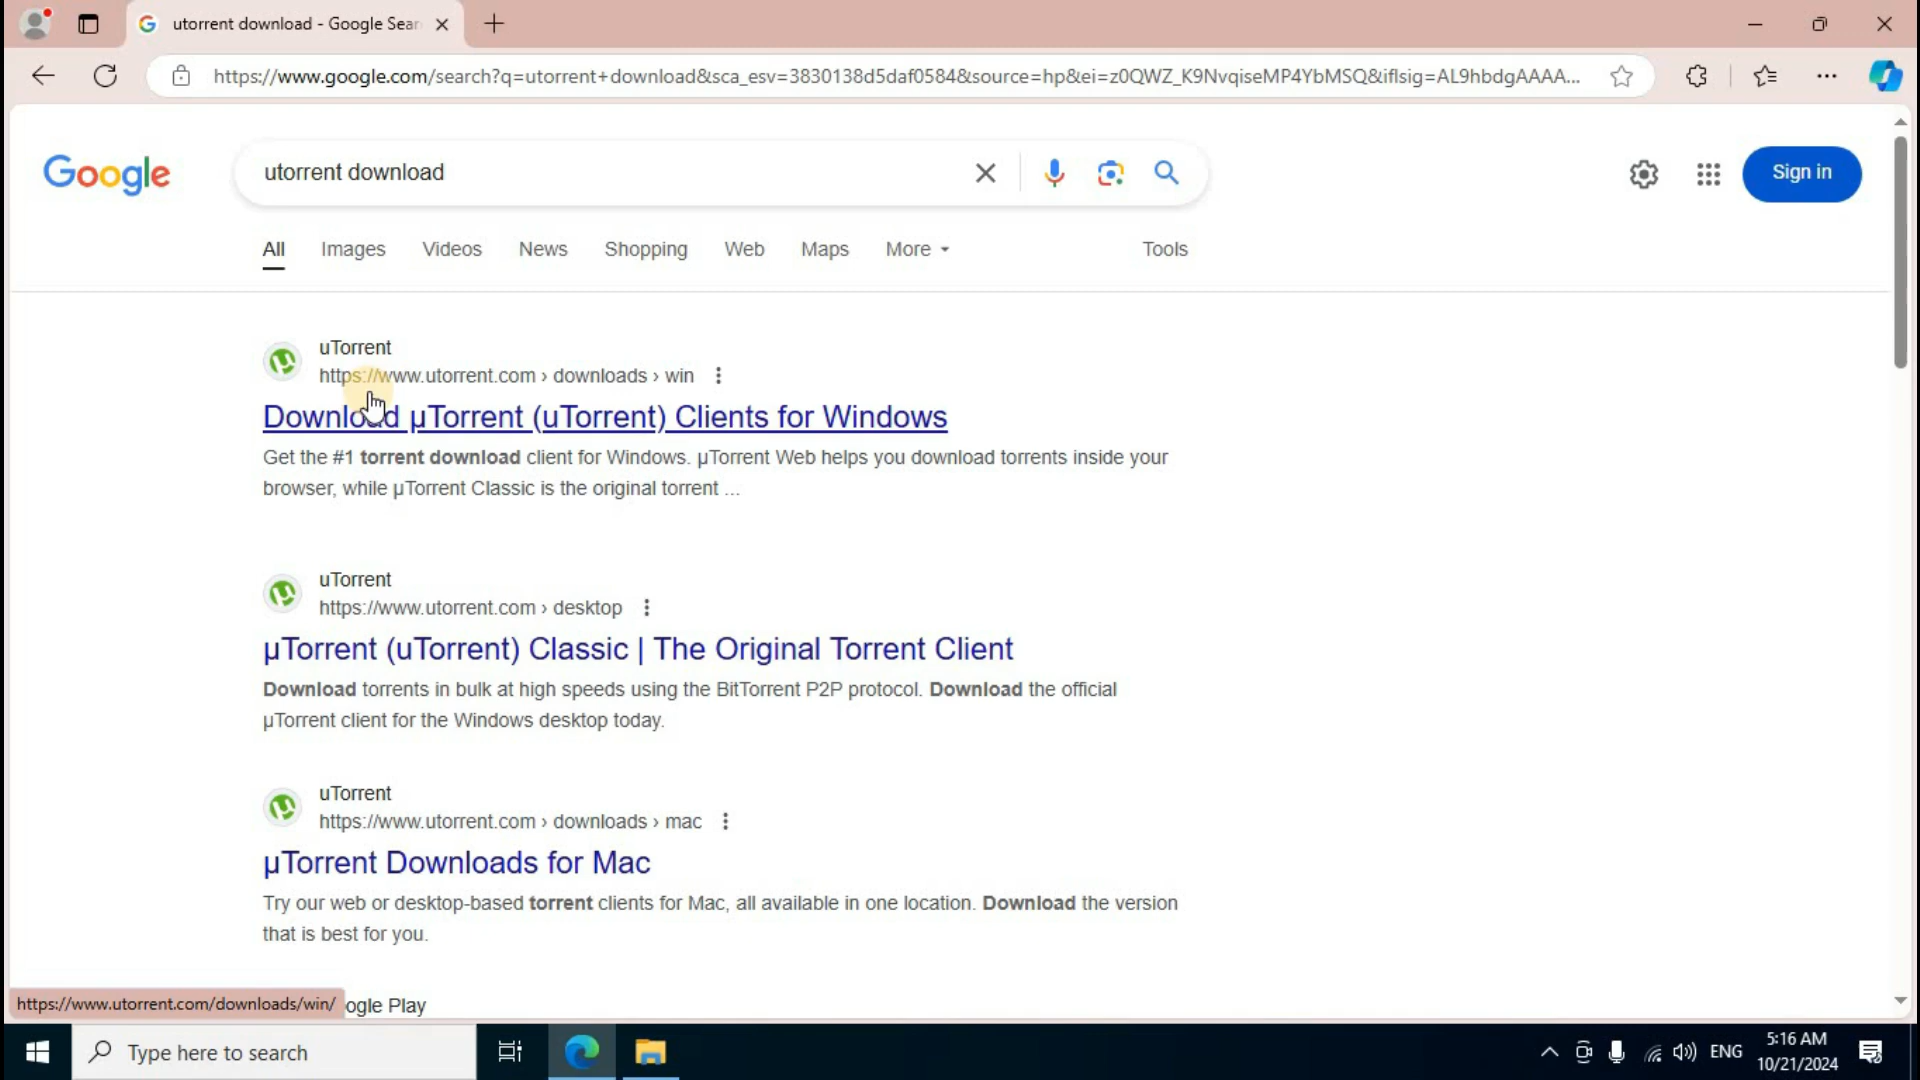 utorrent download - Google Sear
https://www.google.com/search?q=utorrent+download&sca_esv=3830138d5daf0584&source=hp&ei=z0QWZ_K9NvqiseMP4YbMSQ&iflsig=AL9hbdgAAAA...
Google
utorrent download
Sign in
All Images Videos News Shopping Web Maps More Tools
uTorrent
https://www.utorrent.com › downloads › win
Download µTorrent (uTorrent) Clients for Windows
Get the #1 torrent download client for Windows. µTorrent Web helps you download torrents inside your
browser, while µTorrent Classic is the original torrent ...
uTorrent
https://www.utorrent.com › desktop
µTorrent (uTorrent) Classic | The Original Torrent Client
Download torrents in bulk at high speeds using the BitTorrent P2P protocol. Download the official
µTorrent client for the Windows desktop today.
uTorrent
https://www.utorrent.com › downloads › mac
µTorrent Downloads for Mac
Try our web or desktop-based torrent clients for Mac, all available in one location. Download the version
that is best for you.
https://www.utorrent.com/downloads/win/ ogle Play
Type here to search
ENG
5:16 AM
10/21/2024